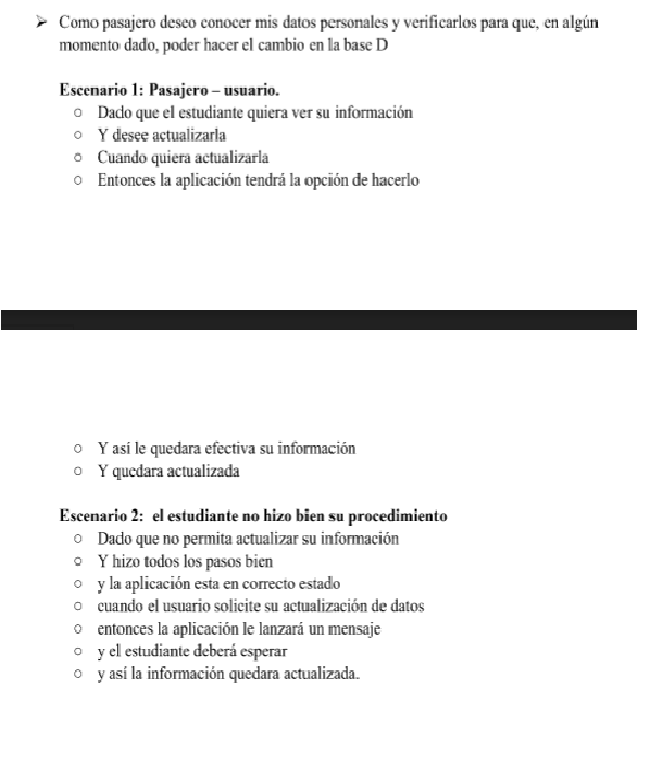 ➢ Como pasajero deseo conocer mis datos personales y verificarlos para que, en algún
momento dado, poder hacer el cambio en la base D
Escenario 1: Pasajero – usuario.
○ Dado que el estudiante quiera ver su información
○ Y desee actualizarla
○ Cuando quiera actualizarla
○ Entonces la aplicación tendrá la opción de hacerlo
○ Y así le quedara efectiva su información
○ Y quedara actualizada
Escenario 2: el estudiante no hizo bien su procedimiento
○ Dado que no permita actualizar su información
○ Y hizo todos los pasos bien
○ y la aplicación esta en correcto estado
○ cuando el usuario solicite su actualización de datos
○ entonces la aplicación le lanzará un mensaje
○ y el estudiante deberá esperar
○ y así la información quedara actualizada.